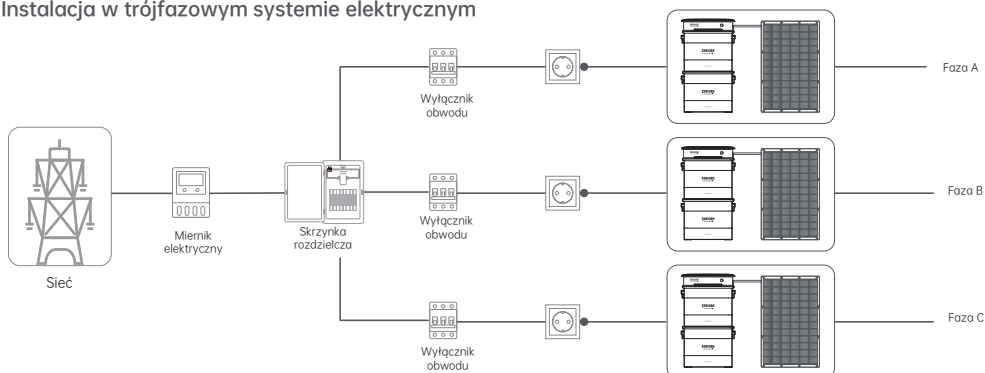 Instalacja w trójfazowym systemie elektrycznym
Wyłącznik
obwodu
Faza A
Sieć
Miernik
elektryczny
Skrzynka
rozdzielcza
Wyłącznik
obwodu
Faza B
Wyłącznik
obwodu
Faza C